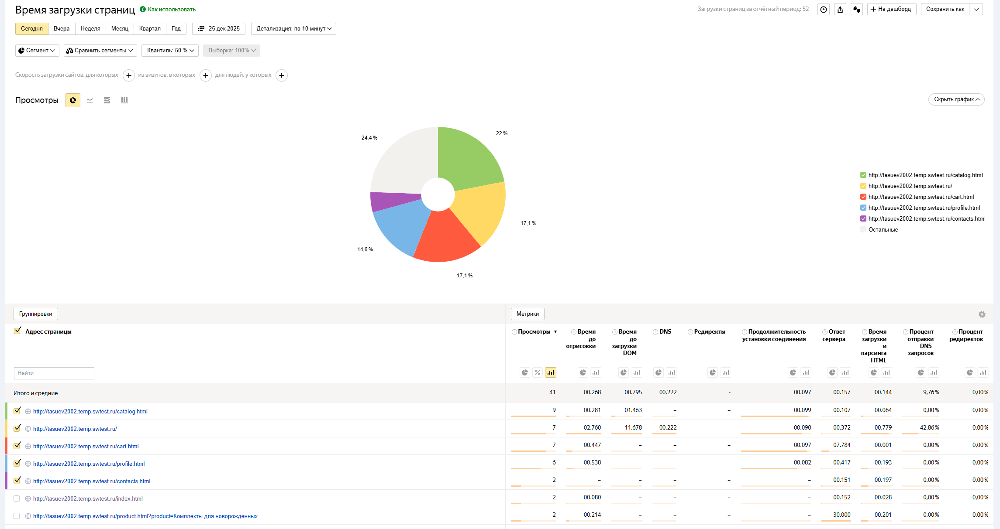 Время загрузки страниц
Как использовать
Загрузки страниц за отчётный период: 52
На дашборд
Сохранить как
Сегодня Вчера Неделя Месяц Квартал Год
25 дек 2025
Детализация: по 10 минут
Сегмент
Сравнить сегменты
Квантиль: 50 %
Выборка: 100%
Скорость загрузки сайтов, для которых + из визитов, в которых + для людей, у которых +
Просмотры
Скрыть график
22 %
24,4 %
17,1 %
14,6 %
17,1 %
http://tasuev2002.temp.swtest.ru/catalog.html
http://tasuev2002.temp.swtest.ru/
http://tasuev2002.temp.swtest.ru/cart.html
http://tasuev2002.temp.swtest.ru/profile.html
http://tasuev2002.temp.swtest.ru/contacts.htm
Остальные
Группировки
Метрики
Адрес страницы
Просмотры ▼
Время до отрисовки
Время до загрузки DOM
DNS
Редиректы
Продолжительность установки соединения
Ответ сервера
Время загрузки и парсинга HTML
Процент отправки DNS-запросов
Процент редиректов
Найти
%
Итого и средние 41 00.268 00.795 00.222 - 00.097 00.157 00.144 9,76 % 0,00 %
http://tasuev2002.temp.swtest.ru/catalog.html 9 00.281 01.463 – – 00.099 00.107 00.064 0,00 % 0,00 %
http://tasuev2002.temp.swtest.ru/ 7 02.760 11.678 00.222 – 00.090 00.372 00.779 42,86 % 0,00 %
http://tasuev2002.temp.swtest.ru/cart.html 7 00.447 – – – 00.097 07.784 00.001 0,00 % 0,00 %
http://tasuev2002.temp.swtest.ru/profile.html 6 00.538 – – – 00.082 00.417 00.193 0,00 % 0,00 %
http://tasuev2002.temp.swtest.ru/contacts.html 2 – – – – – 00.151 00.197 0,00 % 0,00 %
http://tasuev2002.temp.swtest.ru/index.html 2 00.080 – – – – 00.152 00.028 0,00 % 0,00 %
http://tasuev2002.temp.swtest.ru/product.html?product=Комплекты для новорожденных 2 00.214 – – – – 30.000 00.201 0,00 % 0,00 %